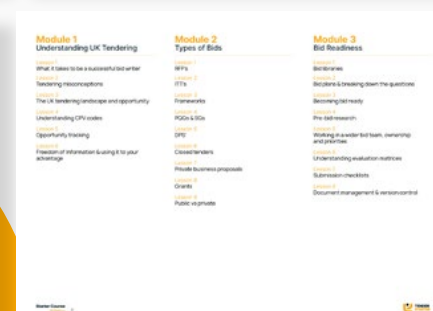 Module 1
Understanding UK Tendering
Lesson 1
What it takes to be a successful bid writer
Lesson 2
Tendering misconceptions
Lesson 3
The UK tendering landscape and opportunity
Lesson 4
Understanding CPV codes
Lesson 5
Opportunity tracking
Lesson 6
Freedom of information & using it to your
advantage
Module 2
Types of Bids
Lesson 1
RFP's
Lesson 2
ITT's
Lesson 3
Frameworks
Lesson 4
PQQs & SQs
Lesson 5
DPS
Lesson 6
Closed tenders
Lesson 7
Private business proposals
Lesson 8
Grants
Lesson 9
Public vs private
Module 3
Bid Readiness
Lesson 1
Bid libraries
Lesson 2
Bid plans & breaking down the questions
Lesson 3
Becoming bid ready
Lesson 4
Pre-bid research
Lesson 5
Working in a wider bid team, ownership
and priorities
Lesson 6
Understanding evaluation matrices
Lesson 7
Submission checklists
Lesson 8
Document management & version control
Master Course